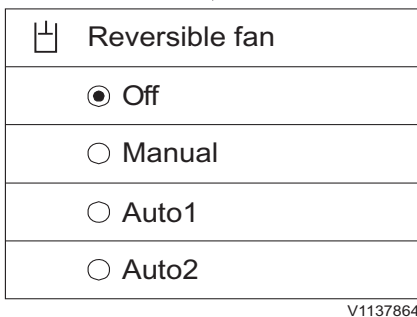 Reversible fan
Off
Manual
Auto1
Auto2
V1137864